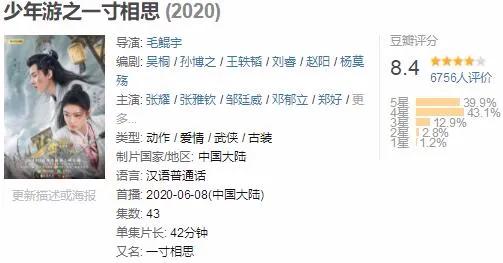 少年游之一寸相思 (2020)
导演: 毛鲲宇
编剧: 吴桐 / 孙博之 / 王轶韬 / 刘睿 / 赵阳 / 杨莫
殇
主演: 张耀 / 张雅钦 / 邹廷威 / 邓郁立 / 郑好 / 更
多...
类型: 动作 / 爱情 / 武侠 / 古装
制片国家/地区: 中国大陆
语言: 汉语普通话
首播: 2020-06-08(中国大陆)
集数: 43
单集片长: 42分钟
又名: 一寸相思
更新描述或海报
豆瓣评分
8.4
6756人评价
5星 39.9%
4星 43.1%
3星 12.9%
2星 2.8%
1星 1.2%